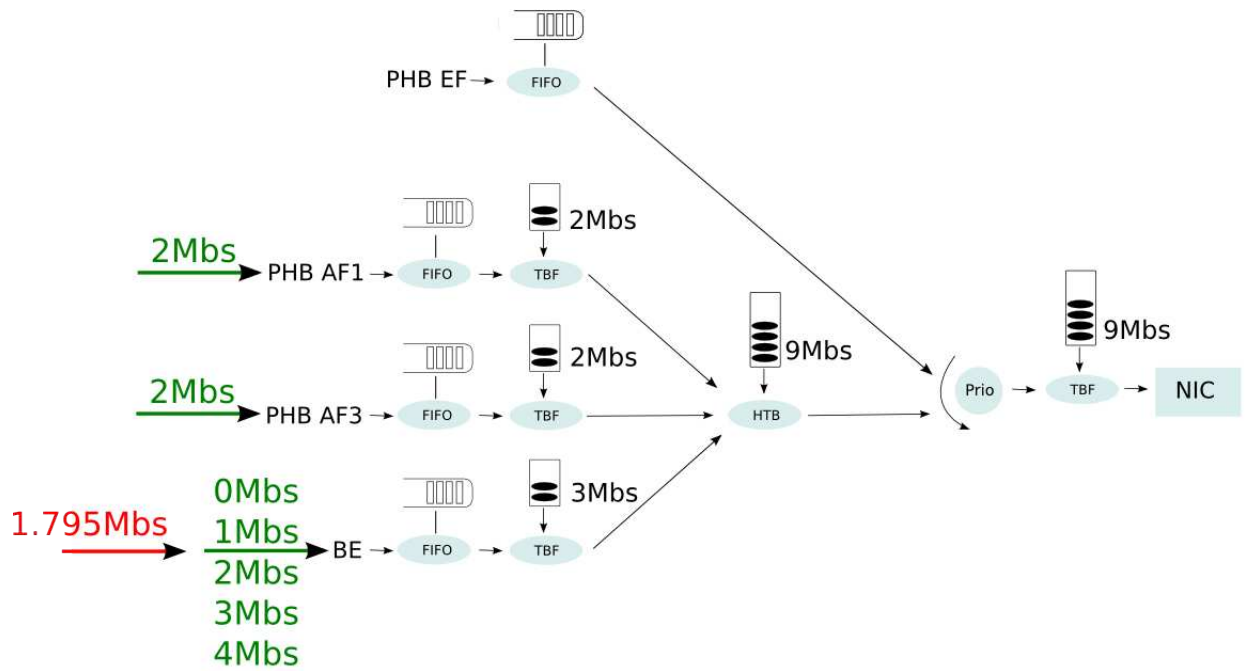 PHB EF
FIFO
2Mbs
PHB AF1
FIFO
2Mbs
TBF
2Mbs
PHB AF3
FIFO
2Mbs
TBF
1.795Mbs
0Mbs
1Mbs
2Mbs
3Mbs
4Mbs
BE
FIFO
3Mbs
TBF
9Mbs
HTB
Prio
9Mbs
TBF
NIC